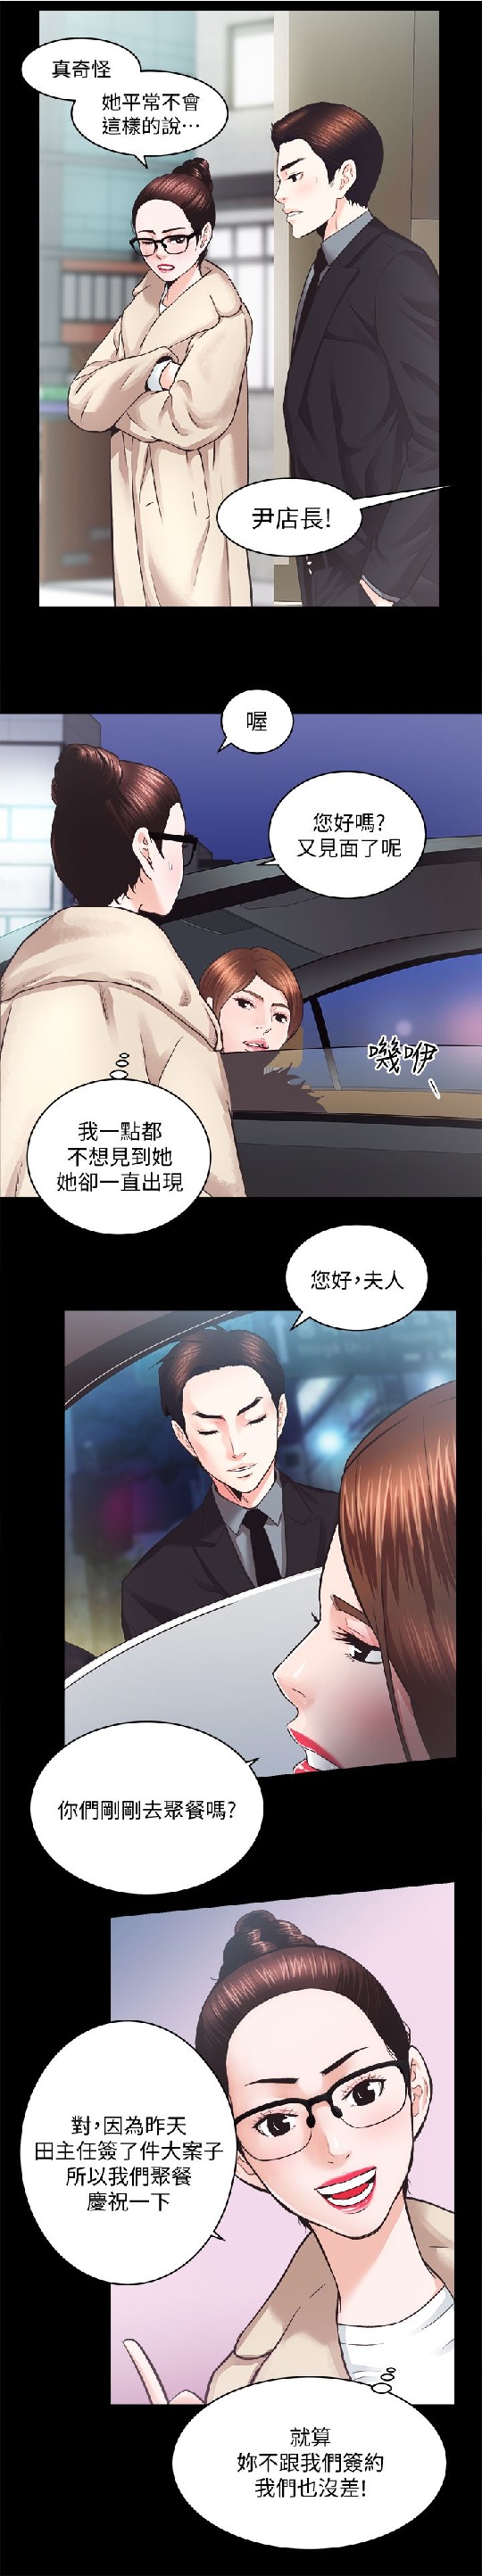 真奇怪
她平常不會
這樣的說…
尹店長!
喔
您好嗎?
又見面了呢
嘰咿
我一點都
不想見到她
她卻一直出現
您好,夫人
你們剛剛去聚餐嗎?
對,因為昨天
田主任簽了件大案子
所以我們聚餐
慶祝一下
就算
妳不跟我們簽約
我們也沒差!